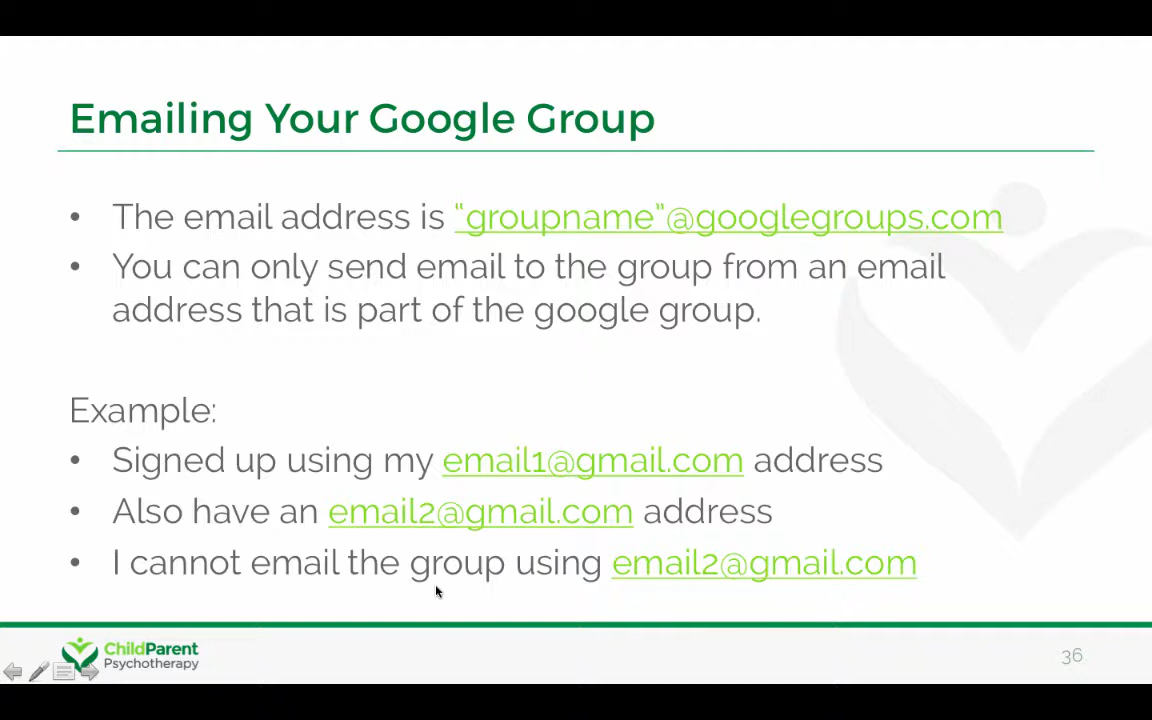 Emailing Your Google Group
• The email address is “groupname”@googlegroups.com
• You can only send email to the group from an email
address that is part of the google group.
Example:
• Signed up using my email1@gmail.com address
• Also have an email2@gmail.com address
• I cannot email the group using email2@gmail.com
ChildParent
Psychotherapy
36